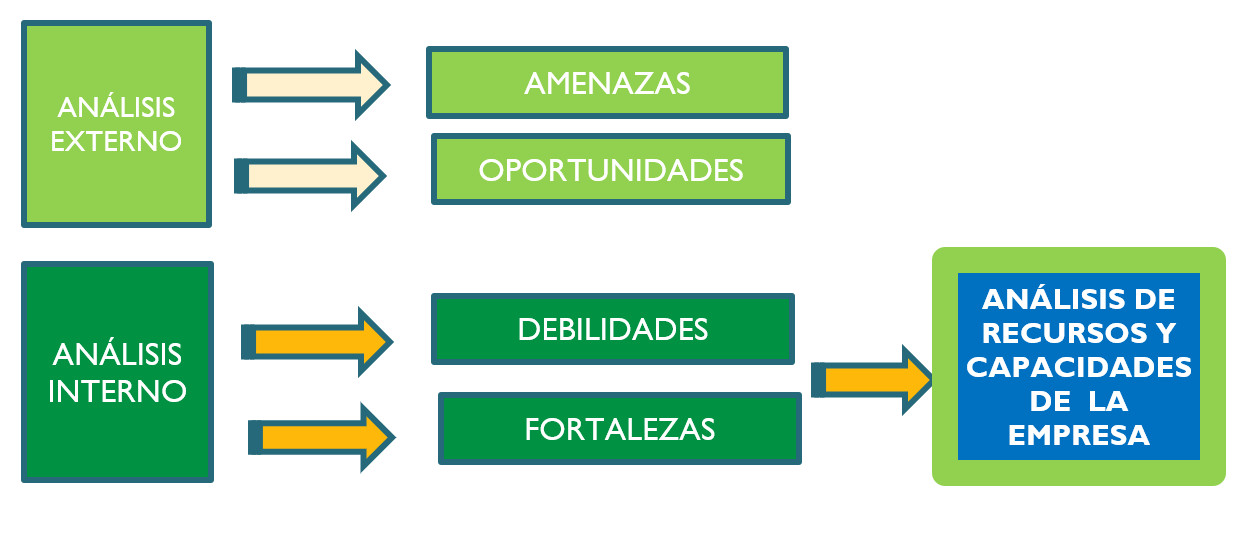 ANÁLISIS
EXTERNO
AMENAZAS
OPORTUNIDADES
ANÁLISIS
INTERNO
DEBILIDADES
FORTALEZAS
ANÁLISIS DE
RECURSOS Y
CAPACIDADES
DE LA
EMPRESA